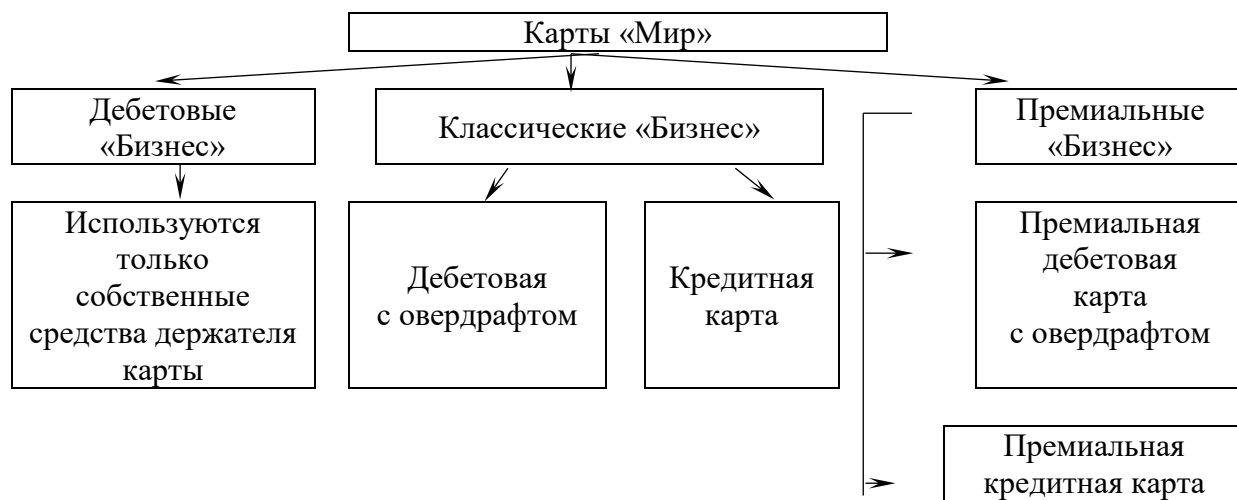 Карты «Мир»
Дебетовые
«Бизнес»
Классические «Бизнес»
Премиальные
«Бизнес»
Используются
только
собственные
средства держателя
карты
Дебетовая
с овердрафтом
Кредитная
карта
Премиальная
дебетовая
карта
с овердрафтом
Премиальная
кредитная карта